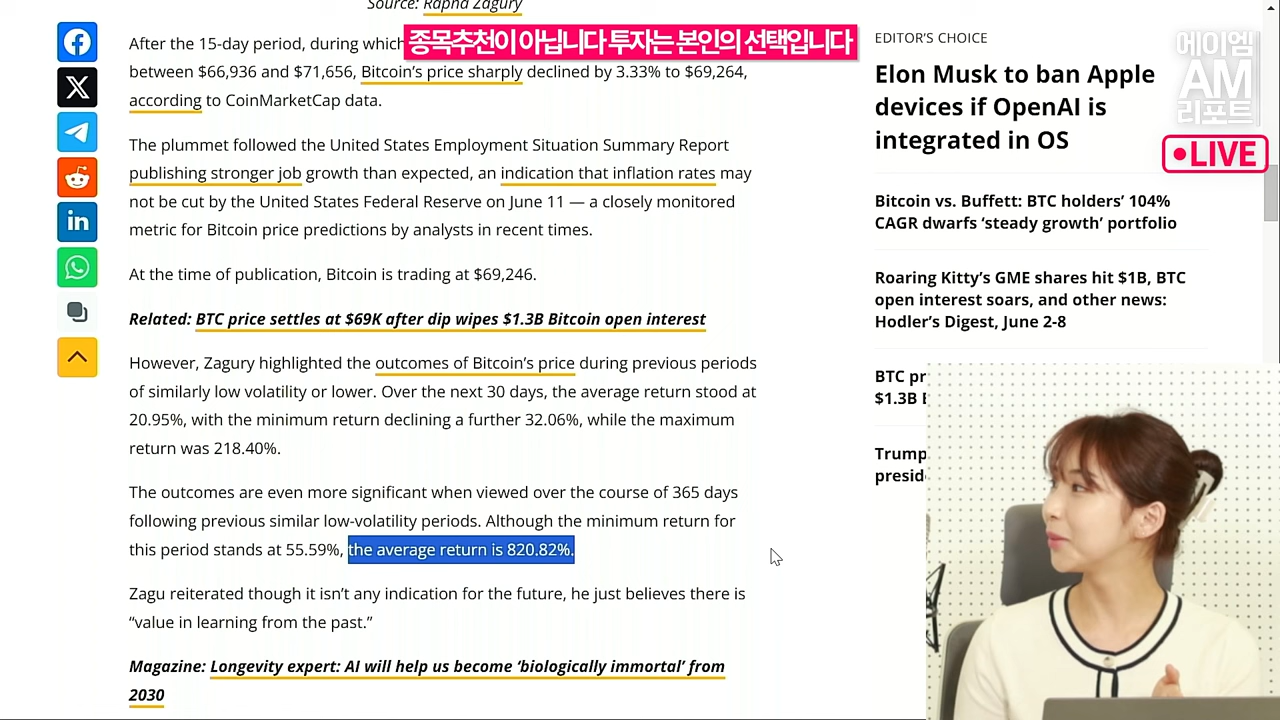 Source: Rapha Zagury
종목추천이 아닙니다 투자는 본인의 선택입니다
After the 15-day period, during which
between $66,936 and $71,656, Bitcoin's price sharply declined by 3.33% to $69,264,
according to CoinMarketCap data.
The plummet followed the United States Employment Situation Summary Report
publishing stronger job growth than expected, an indication that inflation rates may
not be cut by the United States Federal Reserve on June 11 — a closely monitored
metric for Bitcoin price predictions by analysts in recent times.
At the time of publication, Bitcoin is trading at $69,246.
Related: BTC price settles at $69K after dip wipes $1.3B Bitcoin open interest
However, Zagury highlighted the outcomes of Bitcoin's price during previous periods
of similarly low volatility or lower. Over the next 30 days, the average return stood at
20.95%, with the minimum return declining a further 32.06%, while the maximum
return was 218.40%.
The outcomes are even more significant when viewed over the course of 365 days
following previous similar low-volatility periods. Although the minimum return for
this period stands at 55.59%, the average return is 820.82%.
Zagu reiterated though it isn't any indication for the future, he just believes there is
“value in learning from the past.”
Magazine: Longevity expert: AI will help us become ‘biologically immortal’ from
2030
EDITOR'S CHOICE
Elon Musk to ban Apple
devices if OpenAI is
integrated in OS
Bitcoin vs. Buffett: BTC holders' 104%
CAGR dwarfs ‘steady growth’ portfolio
Roaring Kitty's GME shares hit $1B, BTC
open interest soars, and other news:
Hodler's Digest, June 2-8
BTC pr
$1.3B
Trump
presid
에이엠
AM
리포트
LIVE